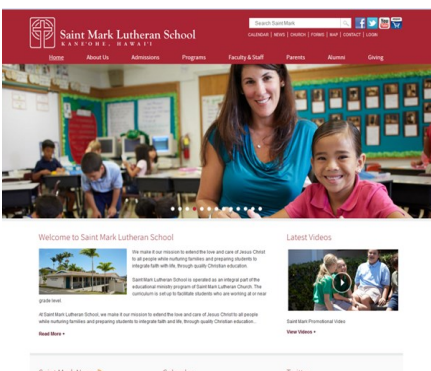 Search Saint Mark
Saint Mark Lutheran School
KANE'OHE, HAWAI'I
CALENDAR | NEWS | CHURCH | FORMS | MAP | CONTACT | LOGIN
Home About Us Admissions Programs Faculty & Staff Parents Alumni Giving
Welcome to Saint Mark Lutheran School
We make it our mission to extend the love and care of Jesus Christ
to all people while nurturing families and preparing students to
integrate faith with life, through quality Christian education.
Saint Mark Lutheran School is operated as an integral part of the
educational ministry program of Saint Mark Lutheran Church. The
curriculum is set up to facilitate students who are working at or near
grade level.
At Saint Mark Lutheran School, we make it our mission to extend the love and care of Jesus Christ to all people
while nurturing families and preparing students to integrate faith and life, through quality Christian education...
Read More +
Latest Videos
Saint Mark Promotional Video
View Videos +